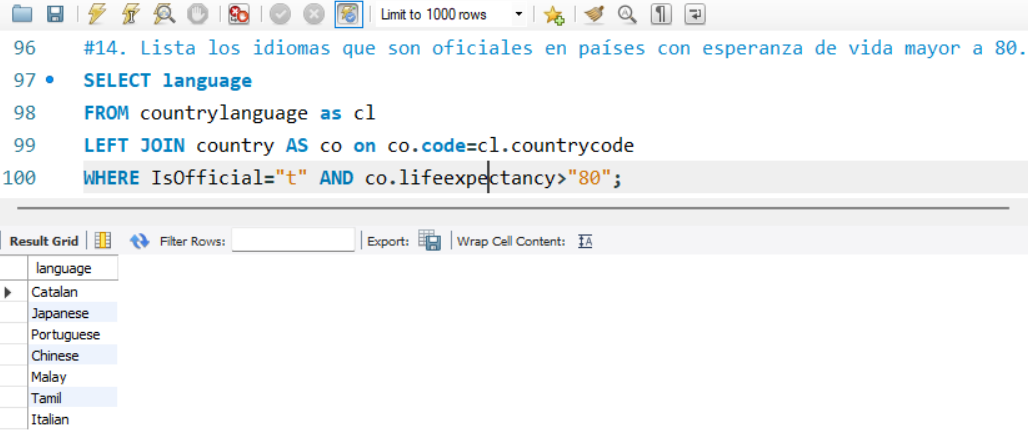 Limit to 1000 rows
96 #14. Lista los idiomas que son oficiales en países con esperanza de vida mayor a 80.
97 SELECT language
98 FROM countrylanguage as cl
99 LEFT JOIN country AS co on co.code=cl.countrycode
100 WHERE IsOfficial="t" AND co.lifeexpectancy>"80";
Result Grid Filter Rows: Export: Wrap Cell Content: IA
language
Catalan
Japanese
Portuguese
Chinese
Malay
Tamil
Italian